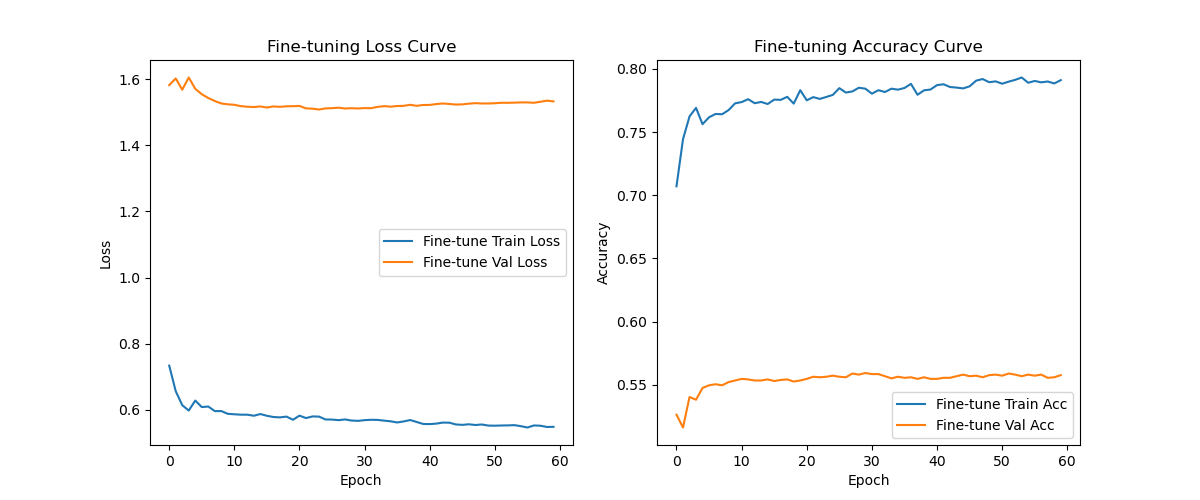 Fine-tuning Loss Curve
1.6
1.4
1.2
1.0
0.8
0.6
Loss
Fine-tune Train Loss
Fine-tune Val Loss
0 10 20 30 40 50 60
Epoch
Fine-tuning Accuracy Curve
0.80
0.75
0.70
0.65
0.60
0.55
Accuracy
Fine-tune Train Acc
Fine-tune Val Acc
0 10 20 30 40 50 60
Epoch